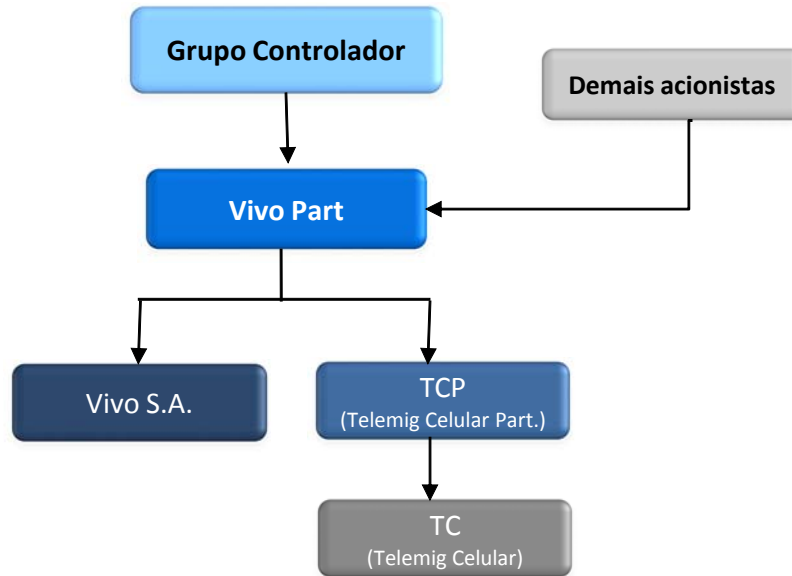 Grupo Controlador
Demais acionistas
Vivo Part
Vivo S.A.
TCP
(Telemig Celular Part.)
TC
(Telemig Celular)